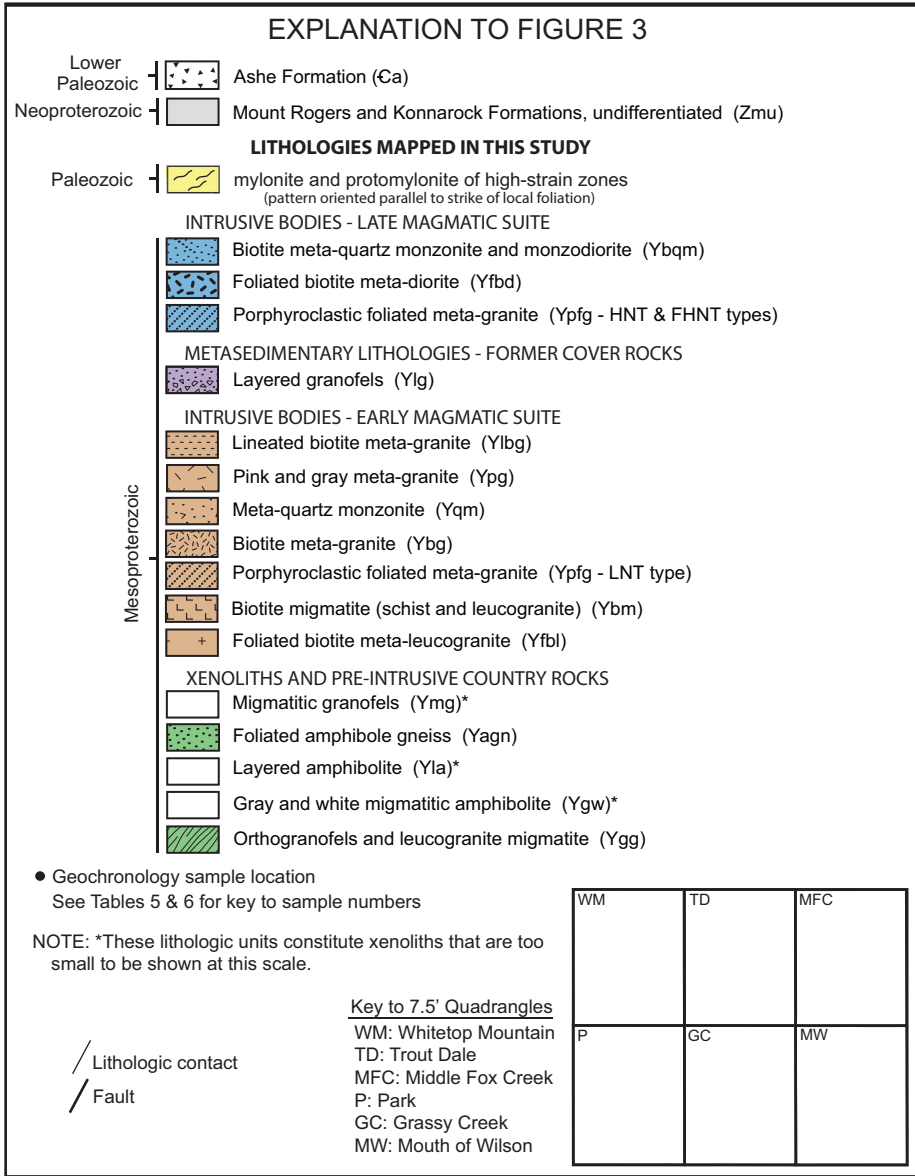 EXPLANATION TO FIGURE 3
Lower
Paleozoic
Ashe Formation (Ꞓa)
Neoproterozoic
Mount Rogers and Konnarock Formations, undifferentiated (Zmu)
LITHOLOGIES MAPPED IN THIS STUDY
Paleozoic
mylonite and protomylonite of high-strain zones
(pattern oriented parallel to strike of local foliation)
Mesoproterozoic
INTRUSIVE BODIES - LATE MAGMATIC SUITE
Biotite meta-quartz monzonite and monzodiorite (Ybqm)
Foliated biotite meta-diorite (Yfbd)
Porphyroclastic foliated meta-granite (Ypfg - HNT & FHNT types)
METASEDIMENTARY LITHOLOGIES - FORMER COVER ROCKS
Layered granofels (Ylg)
INTRUSIVE BODIES - EARLY MAGMATIC SUITE
Lineated biotite meta-granite (Ylbg)
Pink and gray meta-granite (Ypg)
Meta-quartz monzonite (Yqm)
Biotite meta-granite (Ybg)
Porphyroclastic foliated meta-granite (Ypfg - LNT type)
Biotite migmatite (schist and leucogranite) (Ybm)
Foliated biotite meta-leucogranite (Yfbl)
XENOLITHS AND PRE-INTRUSIVE COUNTRY ROCKS
Migmatitic granofels (Ymg)*
Foliated amphibole gneiss (Yagn)
Layered amphibolite (Yla)*
Gray and white migmatitic amphibolite (Ygw)*
Orthogranofels and leucogranite migmatite (Ygg)
Geochronology sample location
See Tables 5 & 6 for key to sample numbers
NOTE: *These lithologic units constitute xenoliths that are too
small to be shown at this scale.
Lithologic contact
Fault
Key to 7.5' Quadrangles
WM: Whitetop Mountain
TD: Trout Dale
MFC: Middle Fox Creek
P: Park
GC: Grassy Creek
MW: Mouth of Wilson
WM TD MFC
P GC MW